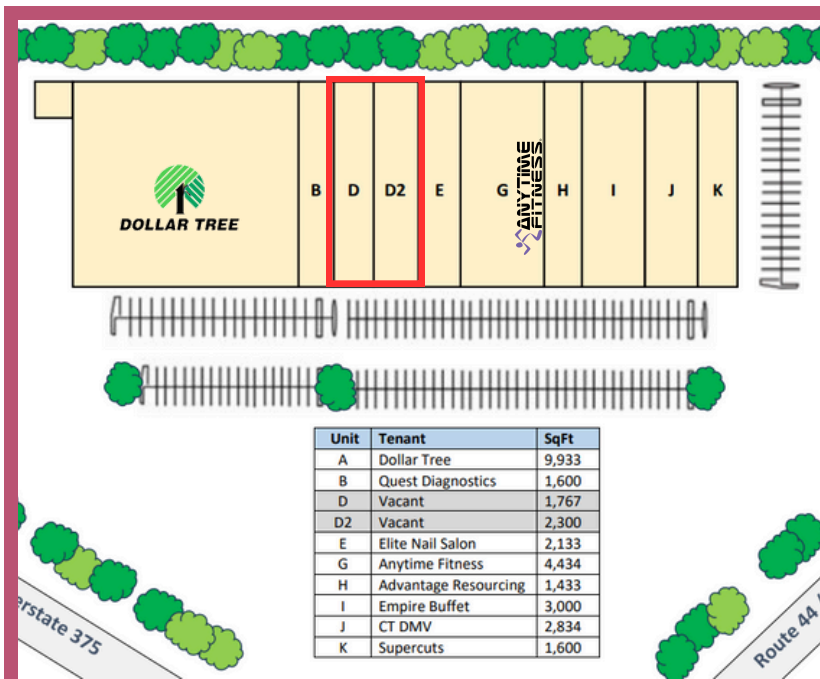 DOLLAR TREE
B
D
D2
E
G
ANYTIME
FITNESS
H
I
J
K
Unit Tenant SqFt
A Dollar Tree 9,933
B Quest Diagnostics 1,600
D Vacant 1,767
D2 Vacant 2,300
E Elite Nail Salon 2,133
G Anytime Fitness 4,434
H Advantage Resourcing 1,433
I Empire Buffet 3,000
J CT DMV 2,834
K Supercuts 1,600
erstate 375
Route 44